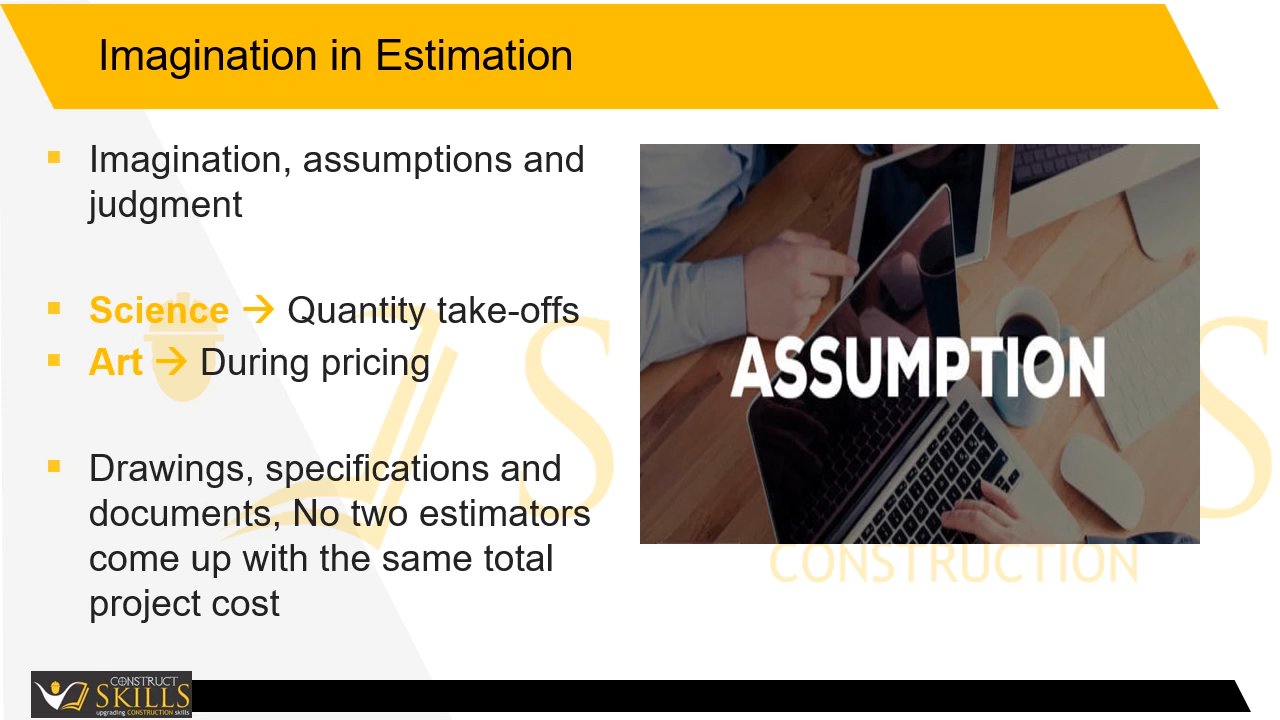 Imagination in Estimation
▪ Imagination, assumptions and
judgment
▪ Science → Quantity take-offs
▪ Art → During pricing
▪ Drawings, specifications and
documents, No two estimators
come up with the same total
project cost
ASSUMPTION
CONSTRUCTION
CONSTRUCT
SKILLS
upgrading CONSTRUCTION skills